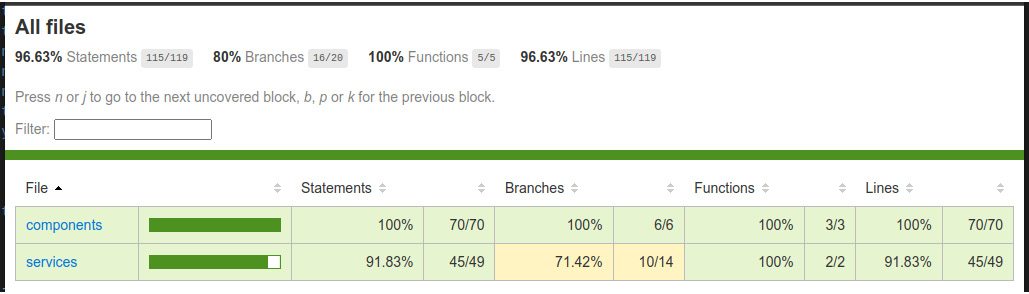 All files
96.63% Statements 115/119 80% Branches 16/20 100% Functions 5/5 96.63% Lines 115/119
Press n or j to go to the next uncovered block, b, p or k for the previous block.
Filter:
File Statements Branches Functions Lines
components 100% 70/70 100% 6/6 100% 3/3 100% 70/70
services 91.83% 45/49 71.42% 10/14 100% 2/2 91.83% 45/49